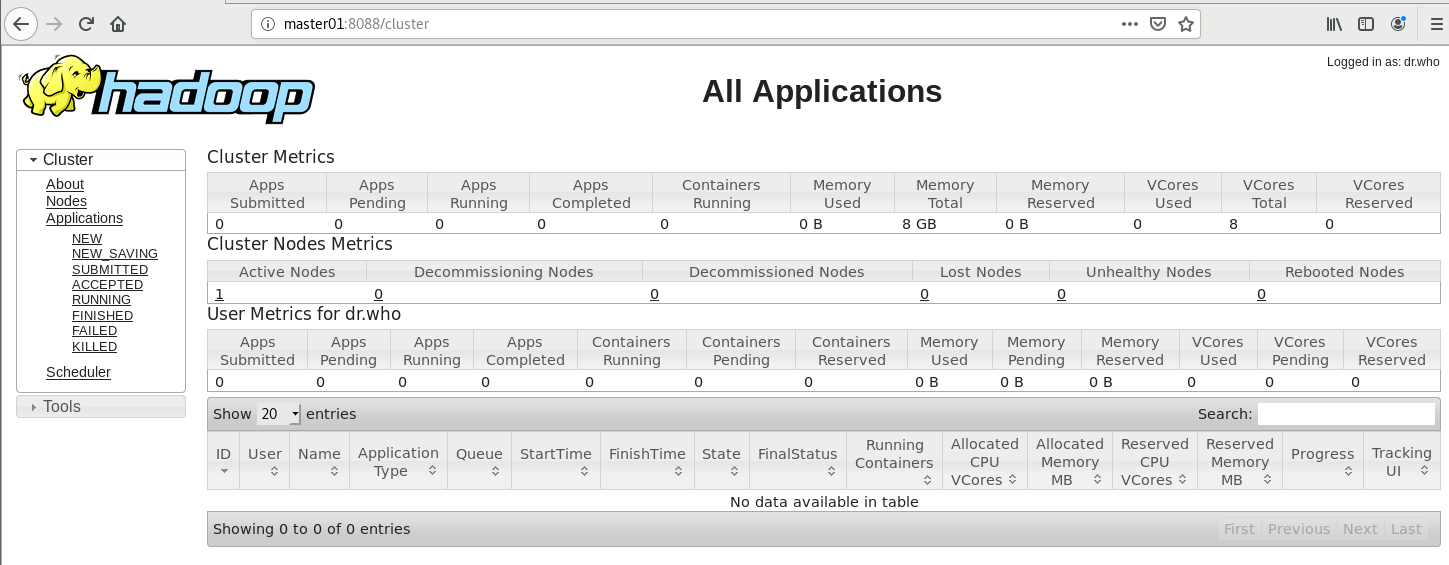 master01:8088/cluster
Logged in as: dr.who
hadoop
All Applications
Cluster
About
Nodes
Applications
NEW
NEW_SAVING
SUBMITTED
ACCEPTED
RUNNING
FINISHED
FAILED
KILLED
Scheduler
Tools
Cluster Metrics
Apps Submitted Apps Pending Apps Running Apps Completed Containers Running Memory Used Memory Total Memory Reserved VCores Used VCores Total VCores Reserved
0 0 0 0 0 0 B 8 GB 0 B 0 8 0
Cluster Nodes Metrics
Active Nodes Decommissioning Nodes Decommissioned Nodes Lost Nodes Unhealthy Nodes Rebooted Nodes
1 0 0 0 0 0
User Metrics for dr.who
Apps Submitted Apps Pending Apps Running Apps Completed Containers Running Containers Pending Containers Reserved Memory Used Memory Pending Memory Reserved VCores Used VCores Pending VCores Reserved
0 0 0 0 0 0 0 0 B 0 B 0 B 0 0 0
Show 20 entries Search:
ID User Name Application Type Queue StartTime FinishTime State FinalStatus Running Containers Allocated CPU VCores Allocated Memory MB Reserved CPU VCores Reserved Memory MB Progress Tracking UI
No data available in table
Showing 0 to 0 of 0 entries First Previous Next Last